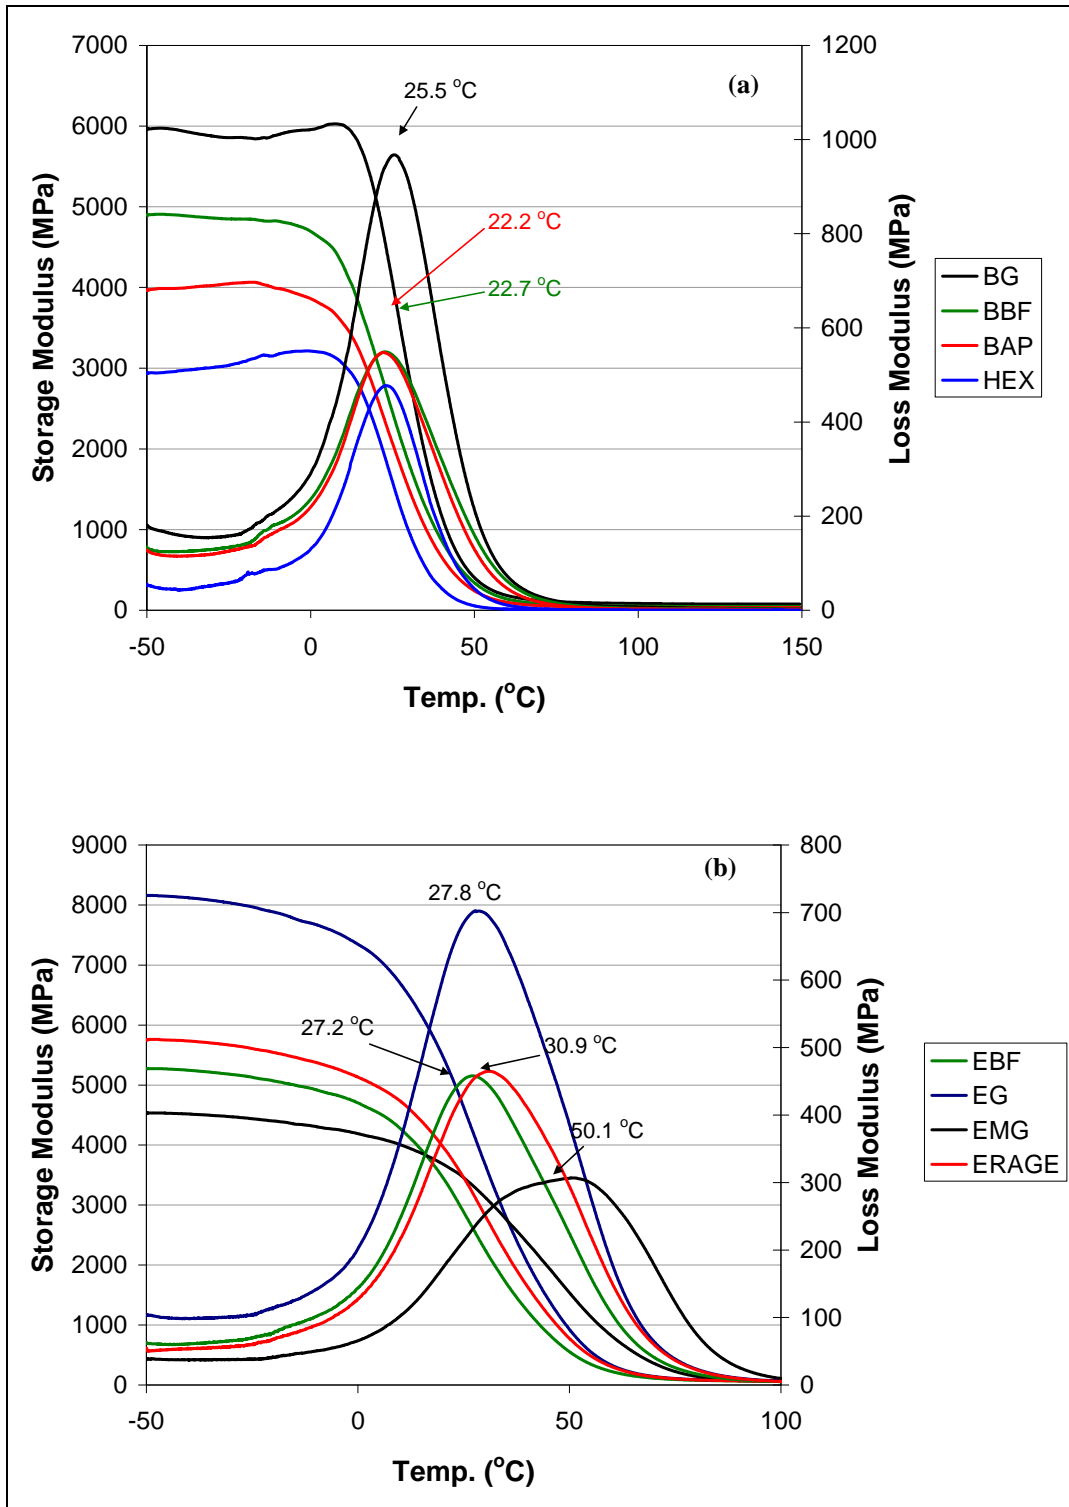 (a)
7000
6000
5000
4000
3000
2000
1000
0
Storage Modulus (MPa)
1200
1000
800
600
400
200
0
Loss Modulus (MPa)
25.5 °C
22.2 °C
22.7 °C
-50
0
50
100
150
Temp. (°C)
BG
BBF
BAP
HEX
(b)
9000
8000
7000
6000
5000
4000
3000
2000
1000
0
Storage Modulus (MPa)
800
700
600
500
400
300
200
100
0
Loss Modulus (MPa)
27.8 °C
27.2 °C
30.9 °C
50.1 °C
-50
0
50
100
Temp. (°C)
EBF
EG
EMG
ERAGE